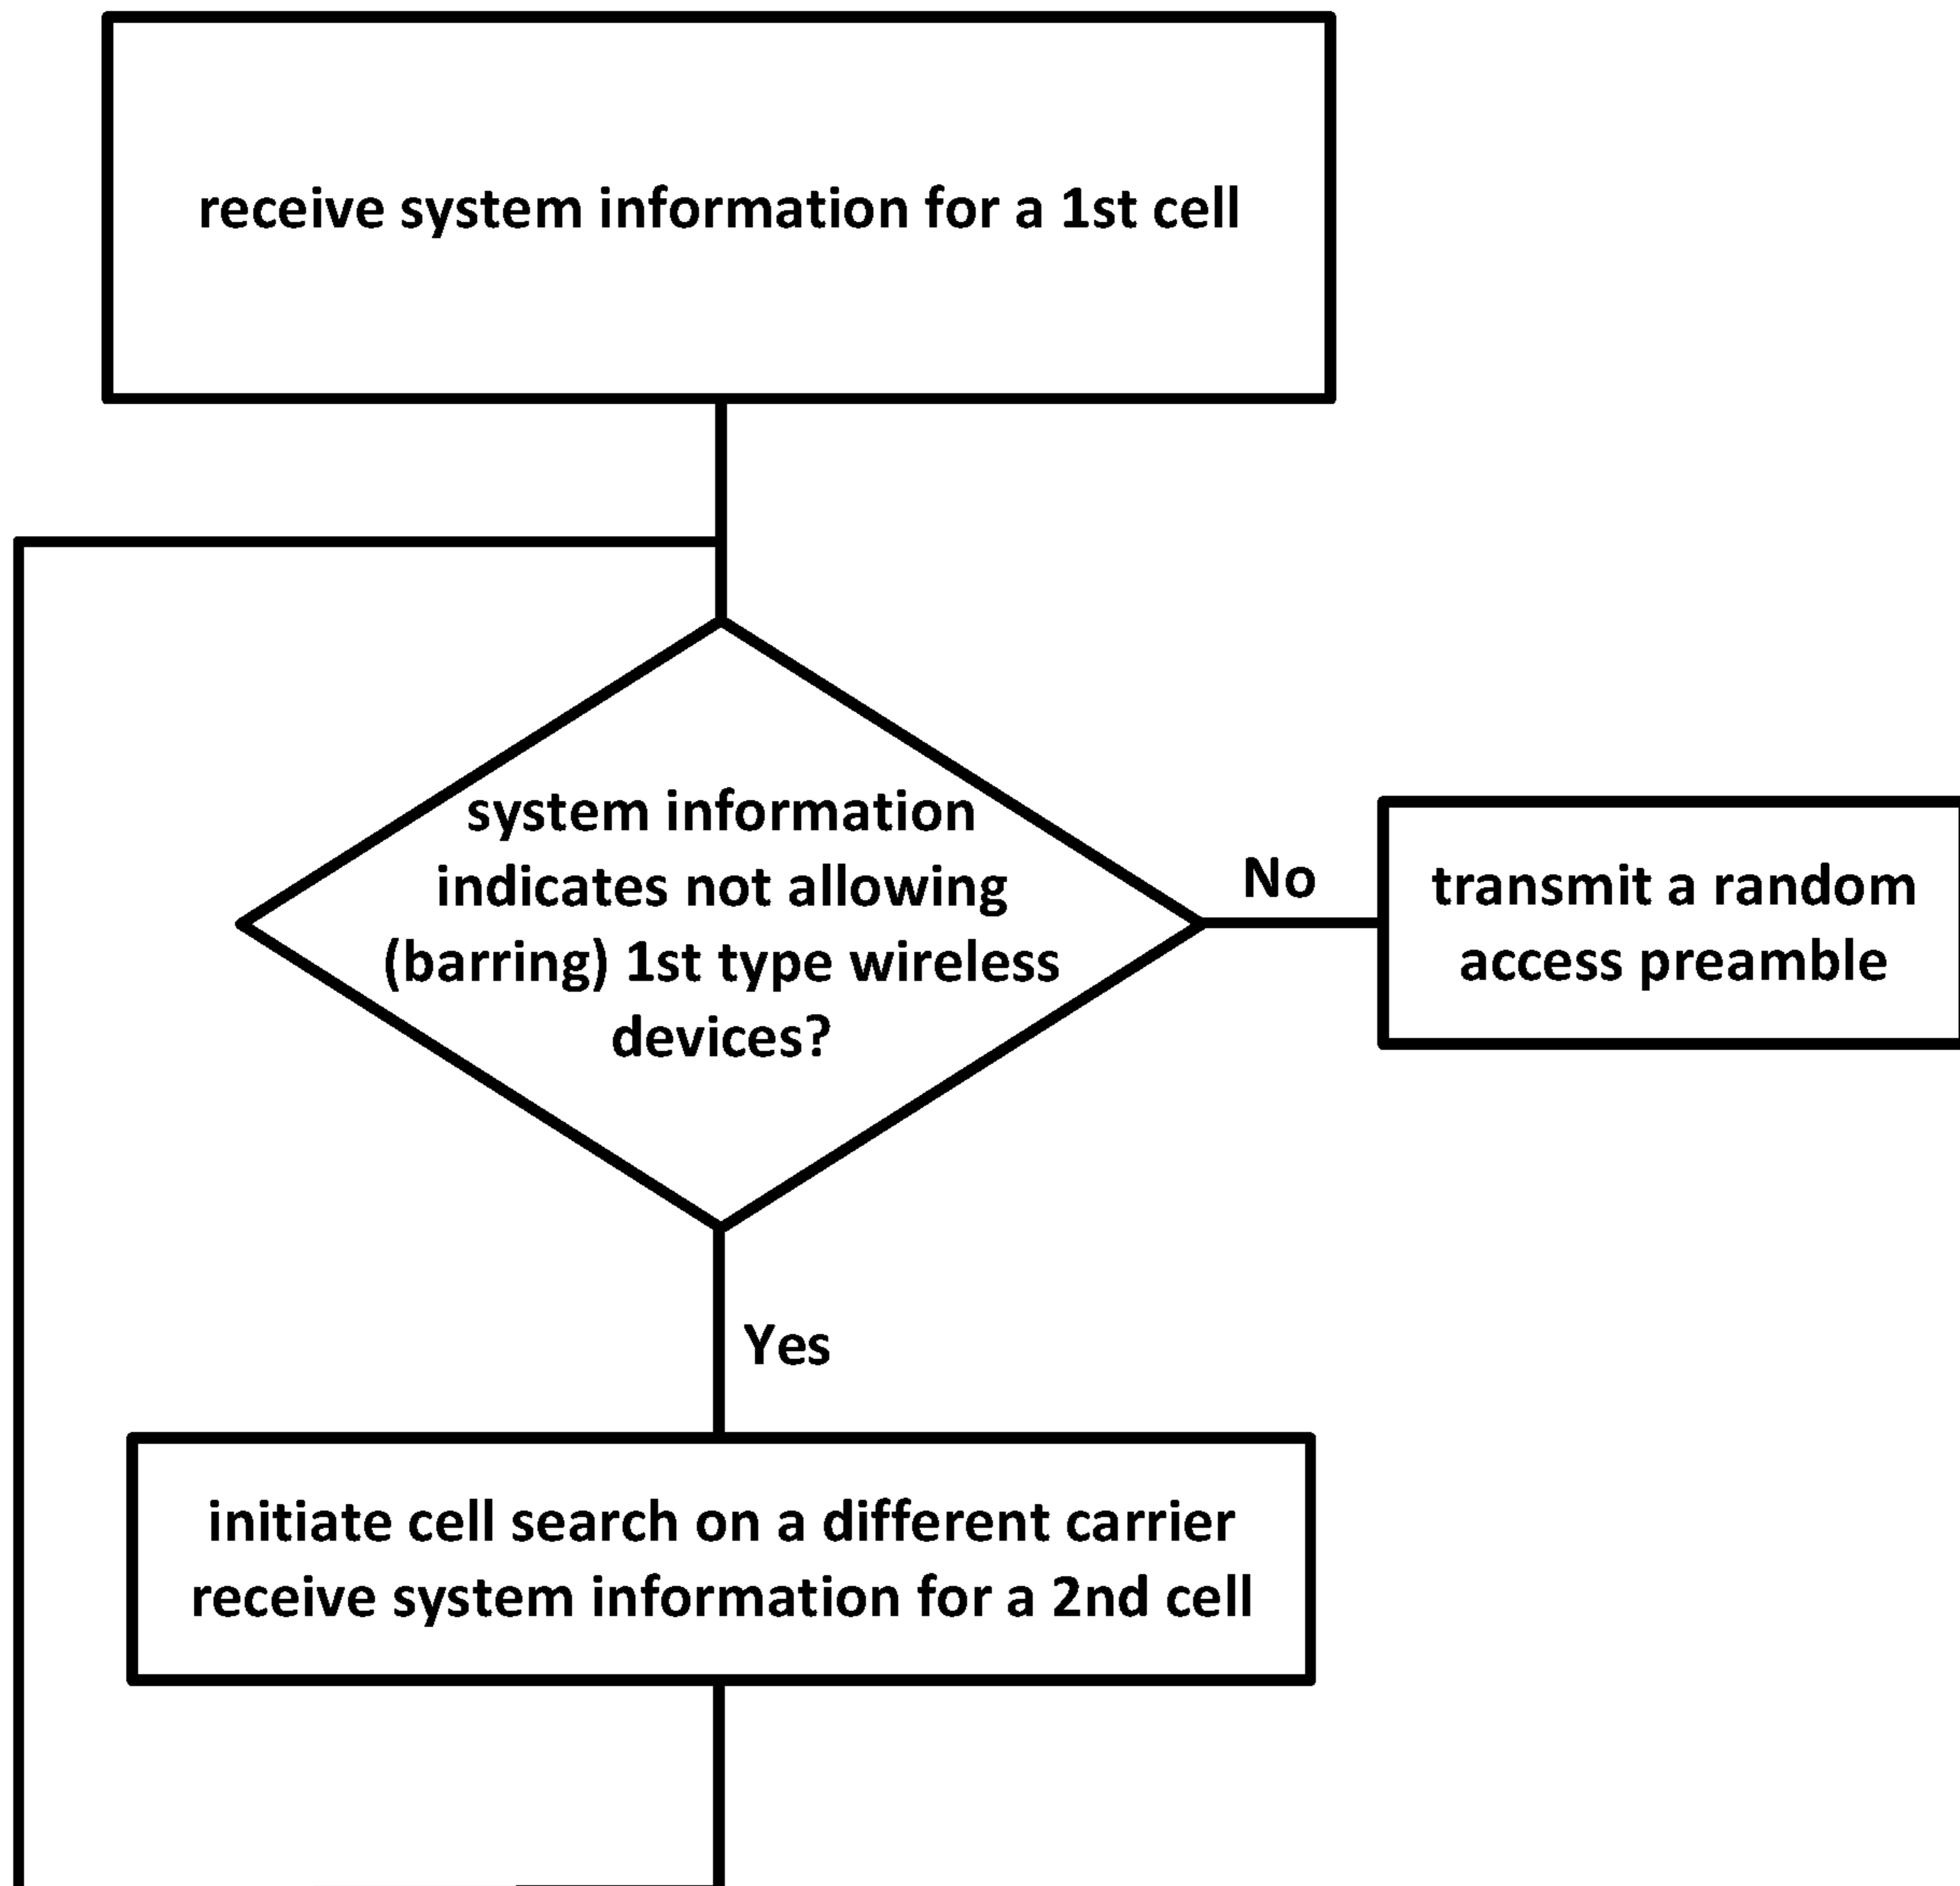 receive system information for a 1st cell
system information
indicates not allowing
(barring) 1st type wireless
devices?
No
transmit a random
access preamble
Yes
initiate cell search on a different carrier
receive system information for a 2nd cell